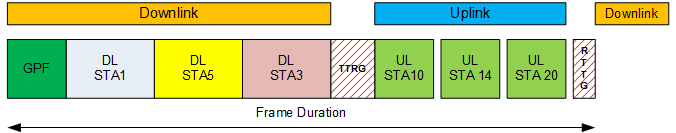 Downlink
Uplink
Downlink
GPF
DL
STA1
DL
STA5
DL
STA3
TTRG
UL
STA10
UL
STA 14
UL
STA 20
R
T
T
G
Frame Duration